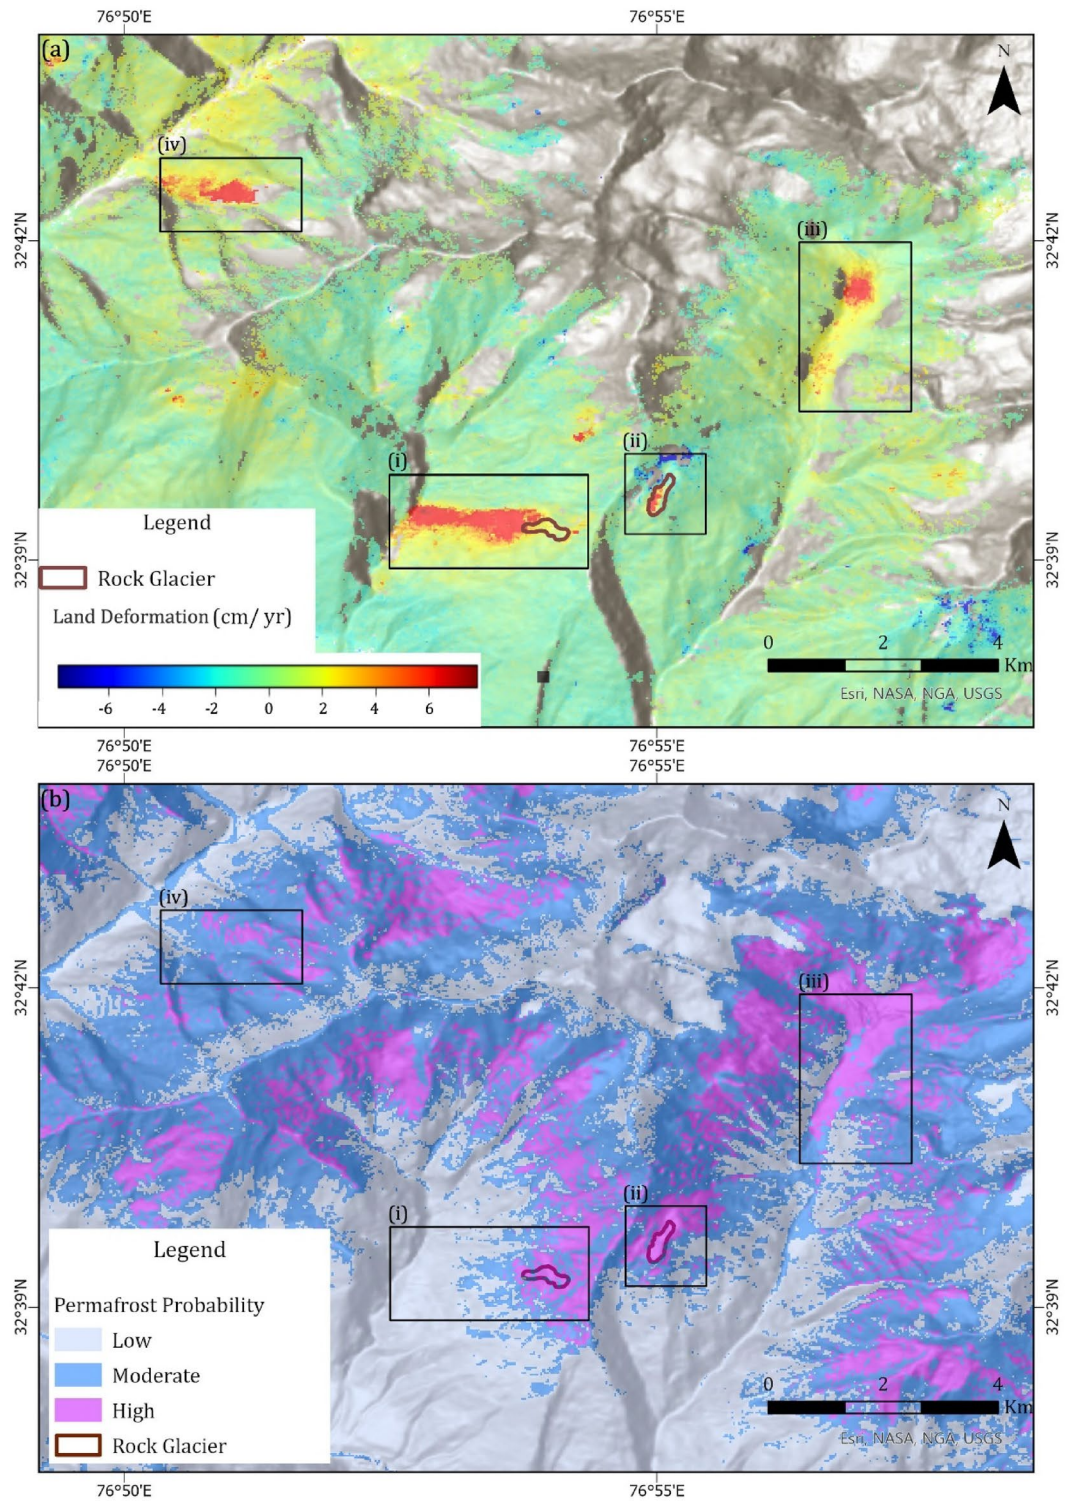 76°50'E 76°55'E
(a)
N
(iv)
32°42'N 32°42'N
(iii)
(ii)
(i)
Legend
32°39'N 32°39'N
Rock Glacier
Land Deformation (cm/ yr)
0 2 4
Km
-6 -4 -2 0 2 4 6
Esri, NASA, NGA, USGS
76°50'E 76°55'E
76°50'E 76°55'E
(b)
N
(iv)
32°42'N 32°42'N
(iii)
(ii)
(i)
Legend
Permafrost Probability
32°39'N 32°39'N
Low
Moderate
0 2 4
High
Km
Rock Glacier
Esri, NASA, NGA, USGS
76°50'E 76°55'E